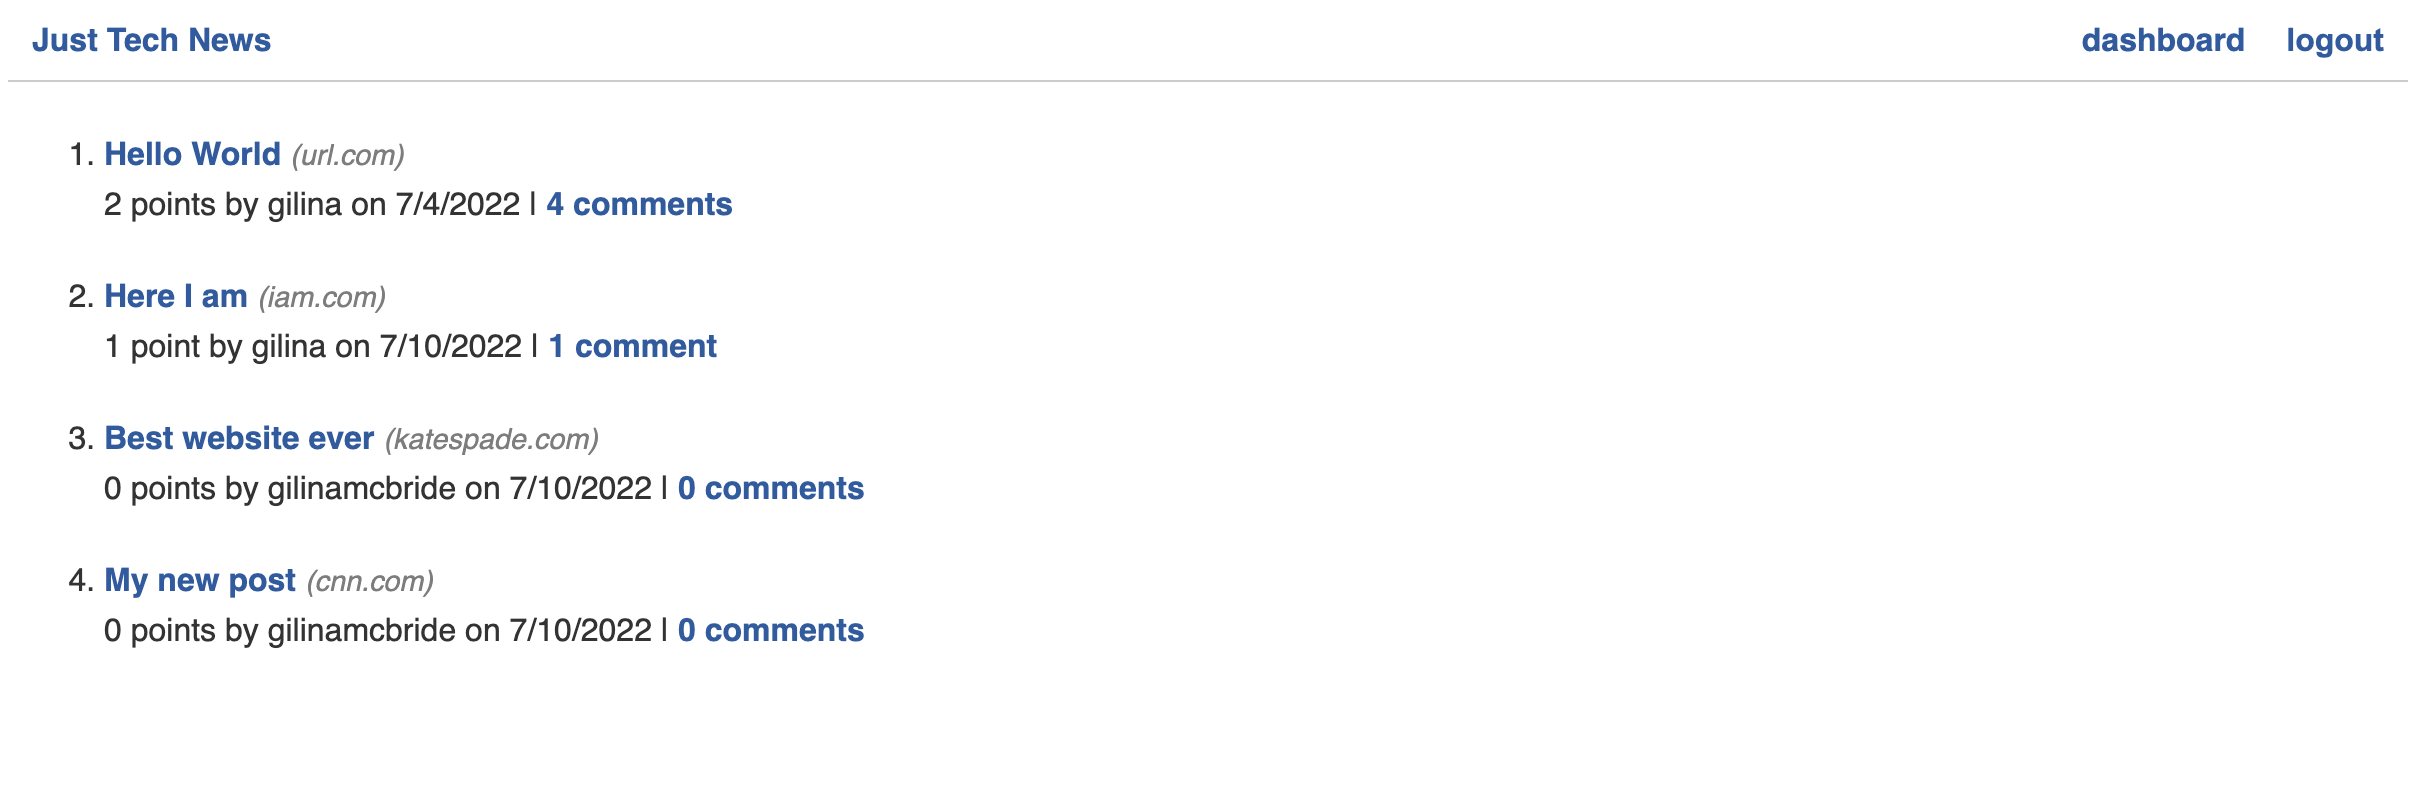 Just Tech News dashboard logout
1. Hello World (url.com)
2 points by gilina on 7/4/2022 | 4 comments
2. Here I am (iam.com)
1 point by gilina on 7/10/2022 | 1 comment
3. Best website ever (katespade.com)
0 points by gilinamcbride on 7/10/2022 | 0 comments
4. My new post (cnn.com)
0 points by gilinamcbride on 7/10/2022 | 0 comments